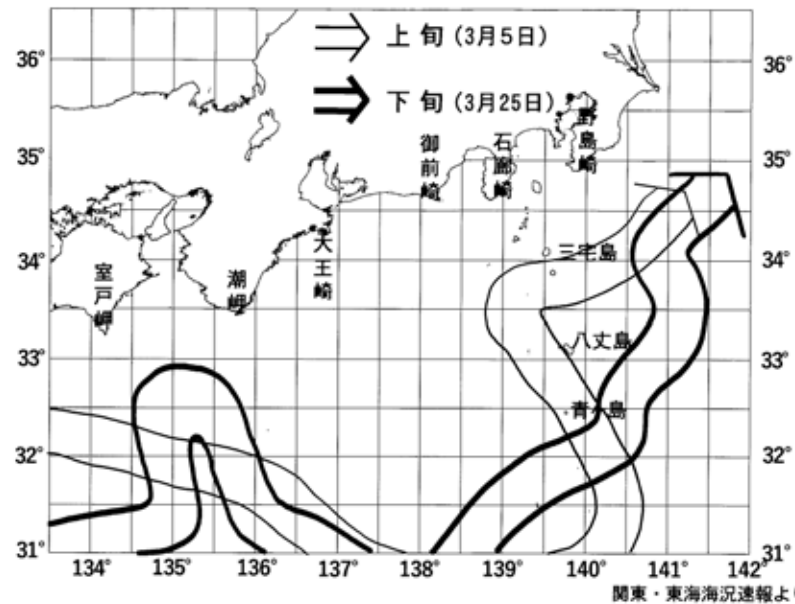 上旬（3月5日）
下旬（3月25日）
36°
36°
野島崎
石廊崎
御前崎
35°
35°
大王崎
潮岬
室戸岬
三宅島
34°
34°
八丈島
33°
33°
青ヶ島
32°
32°
31°
31°
134°
135°
136°
137°
138°
139°
140°
141°
142°
関東・東海海況速報より